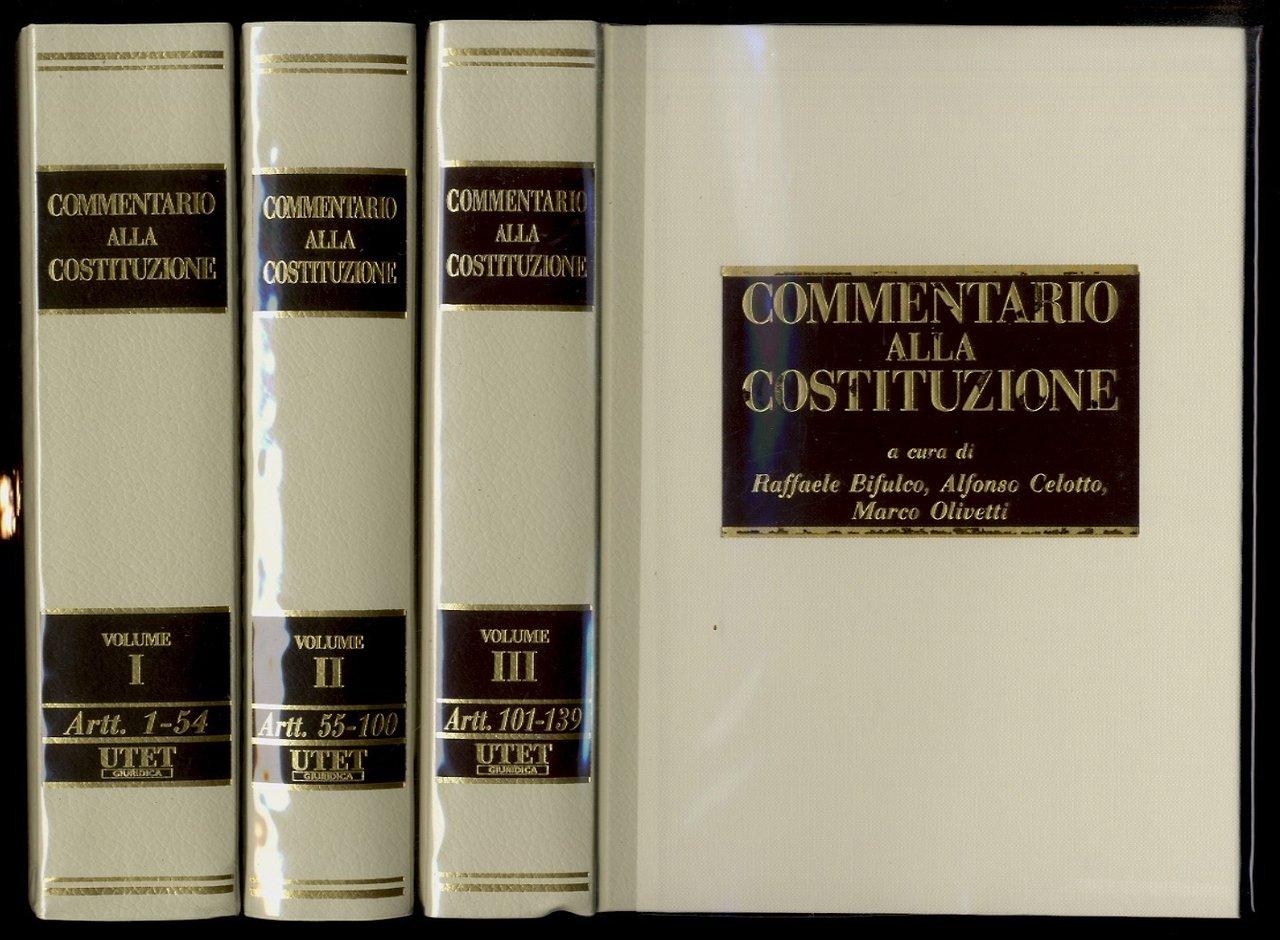 COMMENTARIO
ALLA
COSTITUZIONE
VOLUME
I
Artt. 1-54
UTET
GIURIDICA
COMMENTARIO
ALLA
COSTITUZIONE
VOLUME
II
Artt. 55-100
UTET
GIURIDICA
COMMENTARIO
ALLA
COSTITUZIONE
VOLUME
III
Artt. 101-139
UTET
GIURIDICA
COMMENTARIO
ALLA
COSTITUZIONE
a cura di
Raffaele Bifulco, Alfonso Celotto,
Marco Olivetti